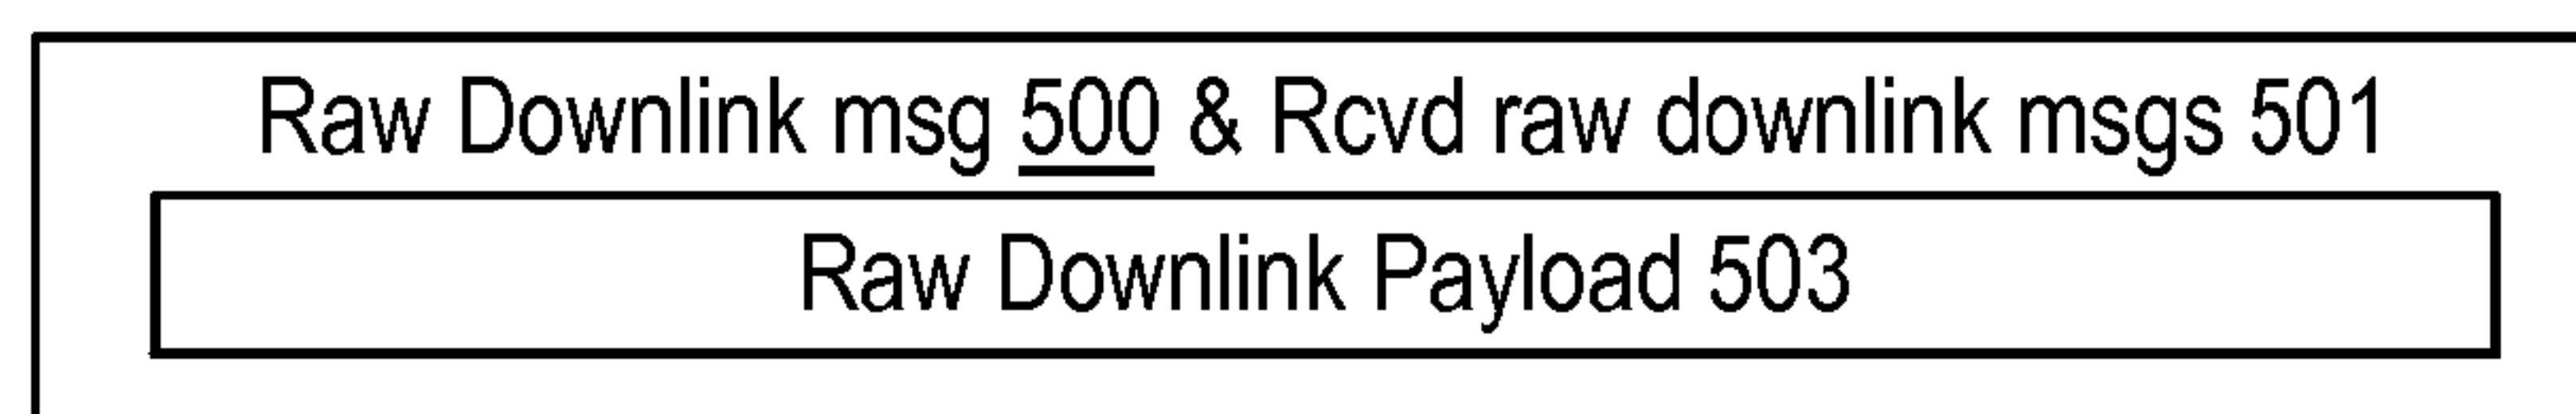 Raw Downlink msg 500 & Rcvd raw downlink msgs 501
Raw Downlink Payload 503